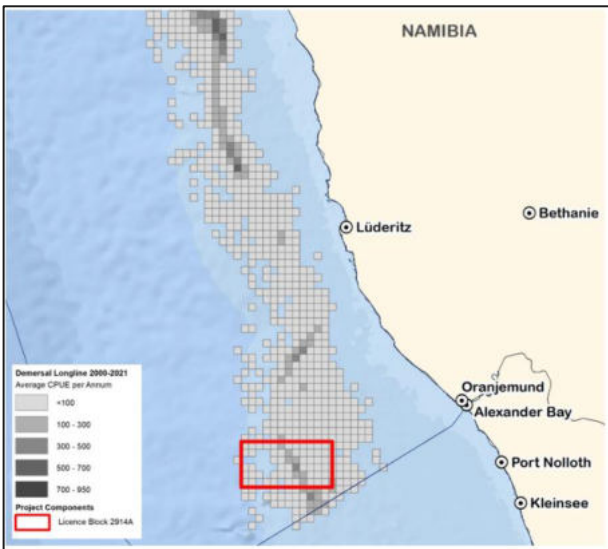 NAMIBIA
Bethanie
Lüderitz
Oranjemund
Alexander Bay
Port Nolloth
Kleinsee
Demersal Longline 2000-2021
Average CPUE per Annum
<100
100 - 300
300 - 500
500 - 700
700 - 950
Project Components
Licence Block 2914A